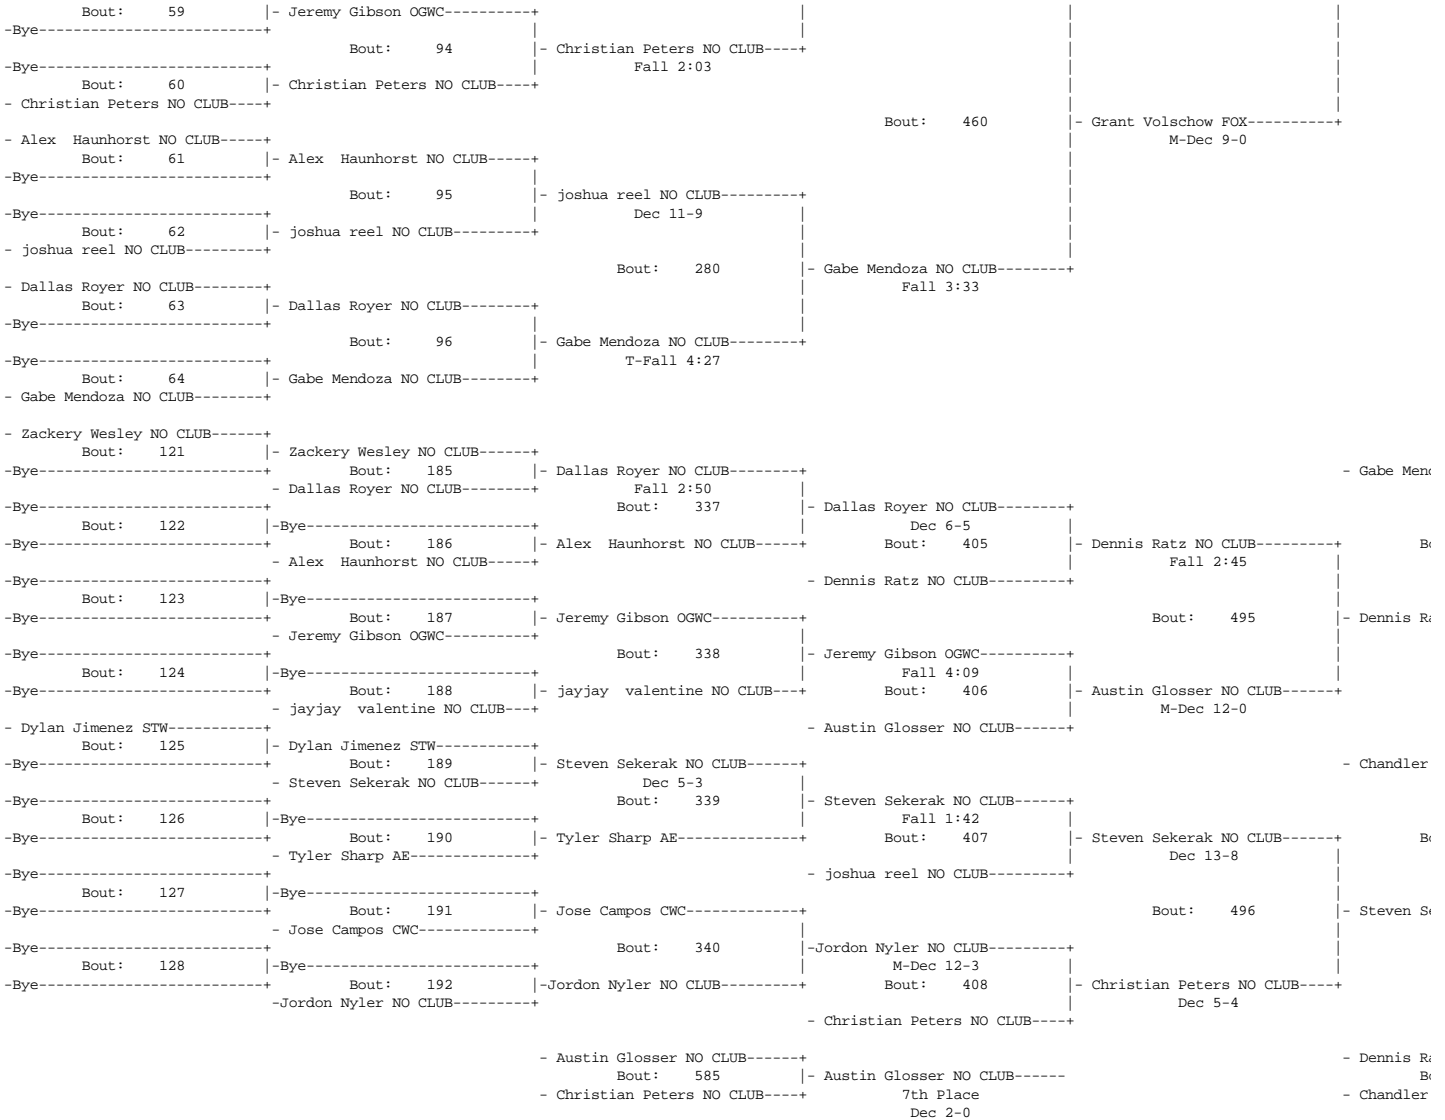 Bout: 59 |- Jeremy Gibson OGWC----------+ | | |
-Bye---------------------------+ | | | |
Bout: 94 |- Christian Peters NO CLUB----+ | |
-Bye---------------------------+ | Fall 2:03 | |
Bout: 60 |- Christian Peters NO CLUB----+ | |
- Christian Peters NO CLUB----+ | |
Bout: 460 |- Grant Volschow FOX----------+
- Alex Haunhorst NO CLUB-----+ | M-Dec 9-0
Bout: 61 |- Alex Haunhorst NO CLUB-----+ |
-Bye---------------------------+ | |
Bout: 95 |- joshua reel NO CLUB---------+ |
-Bye---------------------------+ | Dec 11-9 | |
Bout: 62 |- joshua reel NO CLUB---------+ | |
- joshua reel NO CLUB---------+ | |
Bout: 280 |- Gabe Mendoza NO CLUB--------+
- Dallas Royer NO CLUB--------+ | Fall 3:33
Bout: 63 |- Dallas Royer NO CLUB--------+ |
-Bye---------------------------+ | |
Bout: 96 |- Gabe Mendoza NO CLUB--------+
-Bye---------------------------+ | T-Fall 4:27
Bout: 64 |- Gabe Mendoza NO CLUB--------+
- Gabe Mendoza NO CLUB--------+
- Zackery Wesley NO CLUB------+
Bout: 121 |- Zackery Wesley NO CLUB------+
-Bye---------------------------+ Bout: 185 |- Dallas Royer NO CLUB--------+ - Gabe
- Dallas Royer NO CLUB--------+ Fall 2:50 |
-Bye---------------------------+ Bout: 337 |- Dallas Royer NO CLUB--------+
Bout: 122 |-Bye---------------------------+ | Dec 6-5 |
-Bye---------------------------+ Bout: 186 |- Alex Haunhorst NO CLUB-----+ Bout: 405 |- Dennis Ratz NO CLUB---------+
- Alex Haunhorst NO CLUB-----+ | Fall 2:45 |
-Bye---------------------------+ - Dennis Ratz NO CLUB---------+ |
Bout: 123 |-Bye---------------------------+ |
-Bye---------------------------+ Bout: 187 |- Jeremy Gibson OGWC----------+ Bout: 495 |- Dennis
- Jeremy Gibson OGWC----------+ | |
-Bye---------------------------+ Bout: 338 |- Jeremy Gibson OGWC----------+ |
Bout: 124 |-Bye---------------------------+ | Fall 4:09 | |
-Bye---------------------------+ Bout: 188 |- jayjay valentine NO CLUB---+ Bout: 406 |- Austin Glosser NO CLUB------+
- jayjay valentine NO CLUB---+ | M-Dec 12-0
- Dylan Jimenez STW-----------+ - Austin Glosser NO CLUB------+
Bout: 125 |- Dylan Jimenez STW-----------+
-Bye---------------------------+ Bout: 189 |- Steven Sekerak NO CLUB------+ - Chandler
- Steven Sekerak NO CLUB------+ Dec 5-3 |
-Bye---------------------------+ Bout: 339 |- Steven Sekerak NO CLUB------+
Bout: 126 |-Bye---------------------------+ | Fall 1:42 |
-Bye---------------------------+ Bout: 190 |- Tyler Sharp AE--------------+ Bout: 407 |- Steven Sekerak NO CLUB------+
- Tyler Sharp AE--------------+ | Dec 13-8 |
-Bye---------------------------+ - joshua reel NO CLUB---------+ |
Bout: 127 |-Bye---------------------------+ |
-Bye---------------------------+ Bout: 191 |- Jose Campos CWC-------------+ Bout: 496 |- Steven
- Jose Campos CWC-------------+ | |
-Bye---------------------------+ Bout: 340 |-Jordon Nyler NO CLUB---------+ |
Bout: 128 |-Bye---------------------------+ | M-Dec 12-3 | |
-Bye---------------------------+ Bout: 192 |-Jordon Nyler NO CLUB---------+ Bout: 408 |- Christian Peters NO CLUB----+
-Jordon Nyler NO CLUB---------+ | Dec 5-4
- Christian Peters NO CLUB----+
- Austin Glosser NO CLUB------+ - Dennis
Bout: 585 |- Austin Glosser NO CLUB------
- Christian Peters NO CLUB----+ 7th Place - Chandler
Dec 2-0